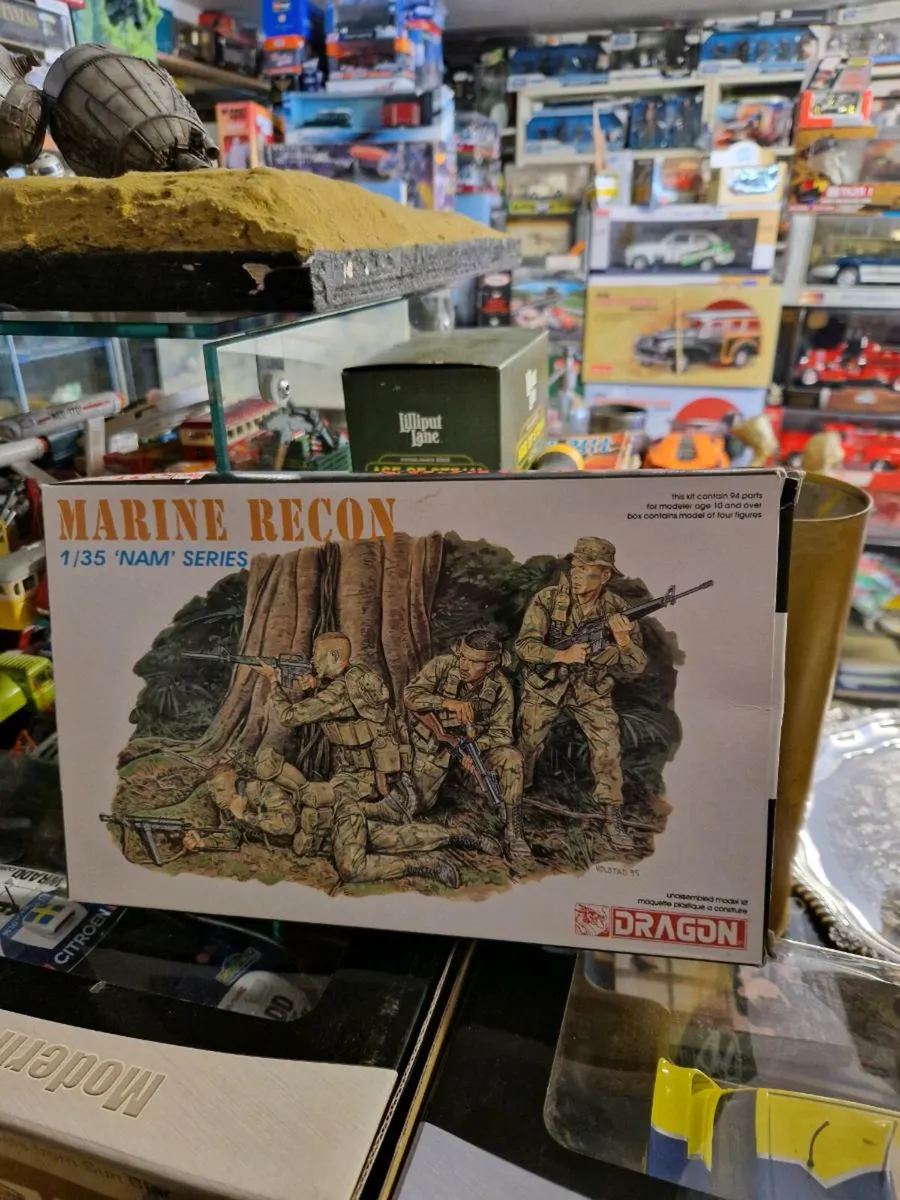 Lilliput
Lane
MARINE RECON
1/35 'NAM' SERIES
this kit contain 94 parts
for modeler age 10 and over
box contains model of four figures
VOLSTAD 95
unassembled model kit
maquette plastique a construire
DRAGON
CITROËN
Modern